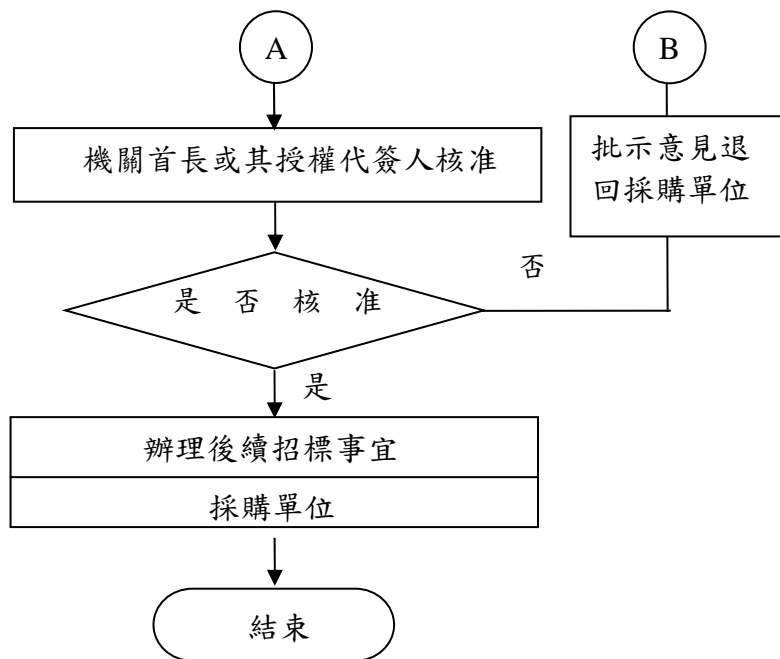 A
B
機關首長或其授權代簽人核准
批示意見退
回採購單位
是否核准
否
是
辦理後續招標事宜
採購單位
結束